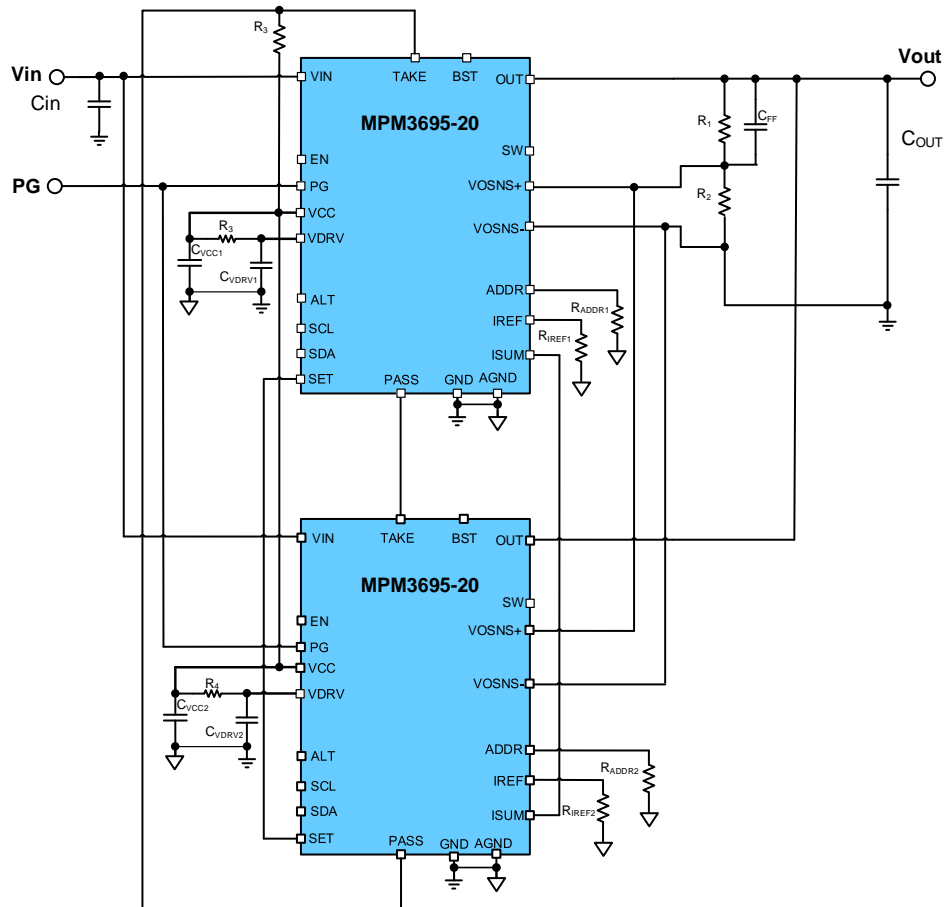 R3
Vin
Cin
VIN
TAKE
BST
OUT
Vout
MPM3695-20
R1
CFF
COUT
EN
SW
PG
PG
VOSNS+
R2
VCC
R3
VDRV
VOSNS-
CVCC1
CVDRV1
ALT
ADDR
RADDR1
SCL
IREF
RIREF1
SDA
ISUM
SET
PASS
GND
AGND
VIN
TAKE
BST
OUT
MPM3695-20
SW
EN
VOSNS+
PG
VCC
R4
VDRV
VOSNS-
CVCC2
CVDRV2
ALT
ADDR
RADDR2
SCL
IREF
RIREF2
SDA
ISUM
SET
PASS
GND
AGND